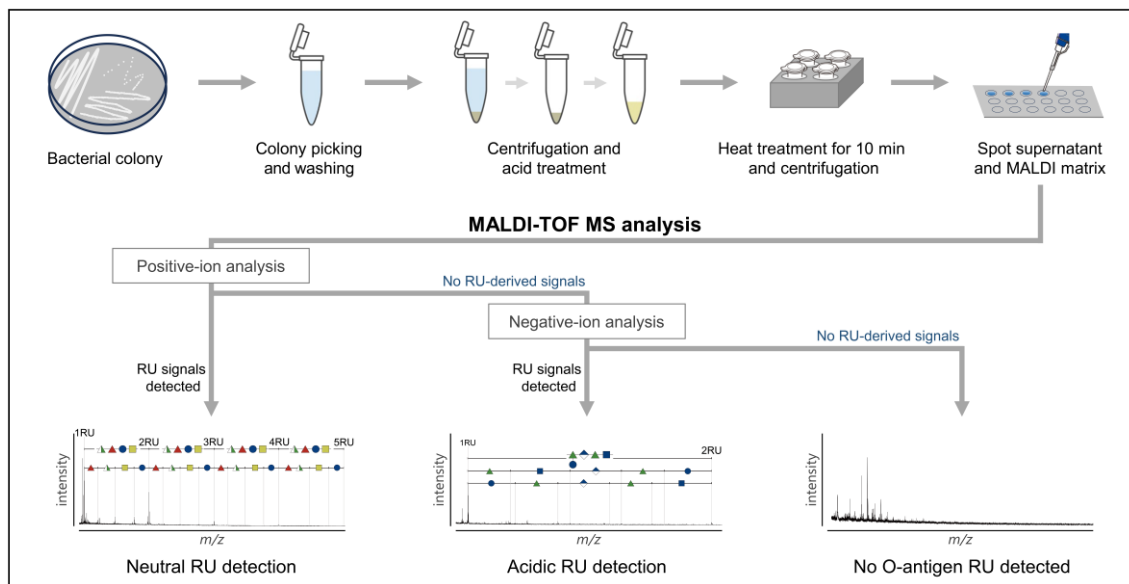 Bacterial colony
Colony picking
and washing
Centrifugation and
acid treatment
Heat treatment for 10 min
and centrifugation
Spot supernatant
and MALDI matrix
MALDI-TOF MS analysis
Positive-ion analysis
No RU-derived signals
Negative-ion analysis
No RU-derived signals
RU signals
detected
RU signals
detected
1RU 2RU 3RU 4RU 5RU
intensity
m/z
Neutral RU detection
1RU 2RU
intensity
m/z
Acidic RU detection
intensity
m/z
No O-antigen RU detected